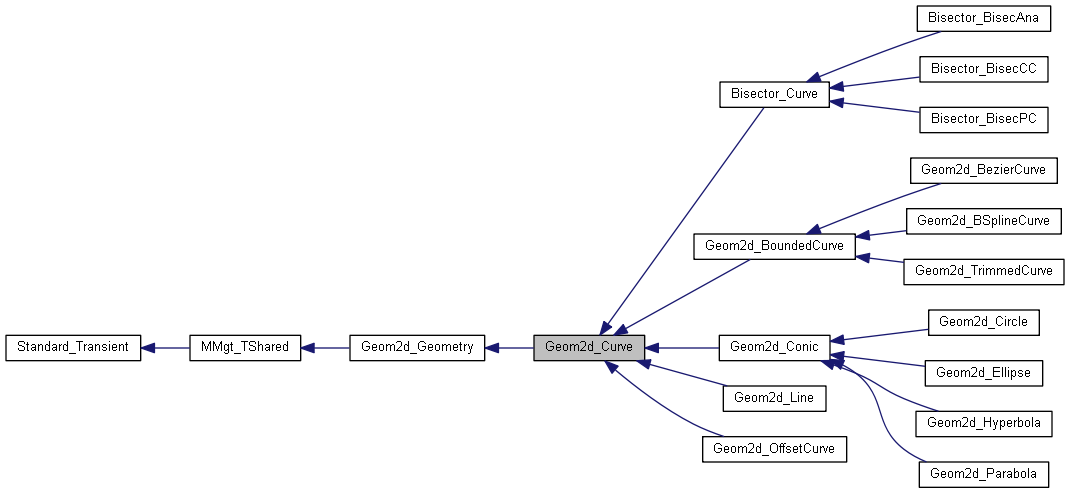 Bisector_BisecAna
Bisector_BisecCC
Bisector_Curve
Bisector_BisecPC
Geom2d_BezierCurve
Geom2d_BSplineCurve
Geom2d_BoundedCurve
Geom2d_TrimmedCurve
Geom2d_Circle
Standard_Transient
MMgt_TShared
Geom2d_Geometry
Geom2d_Curve
Geom2d_Conic
Geom2d_Ellipse
Geom2d_Line
Geom2d_Hyperbola
Geom2d_OffsetCurve
Geom2d_Parabola